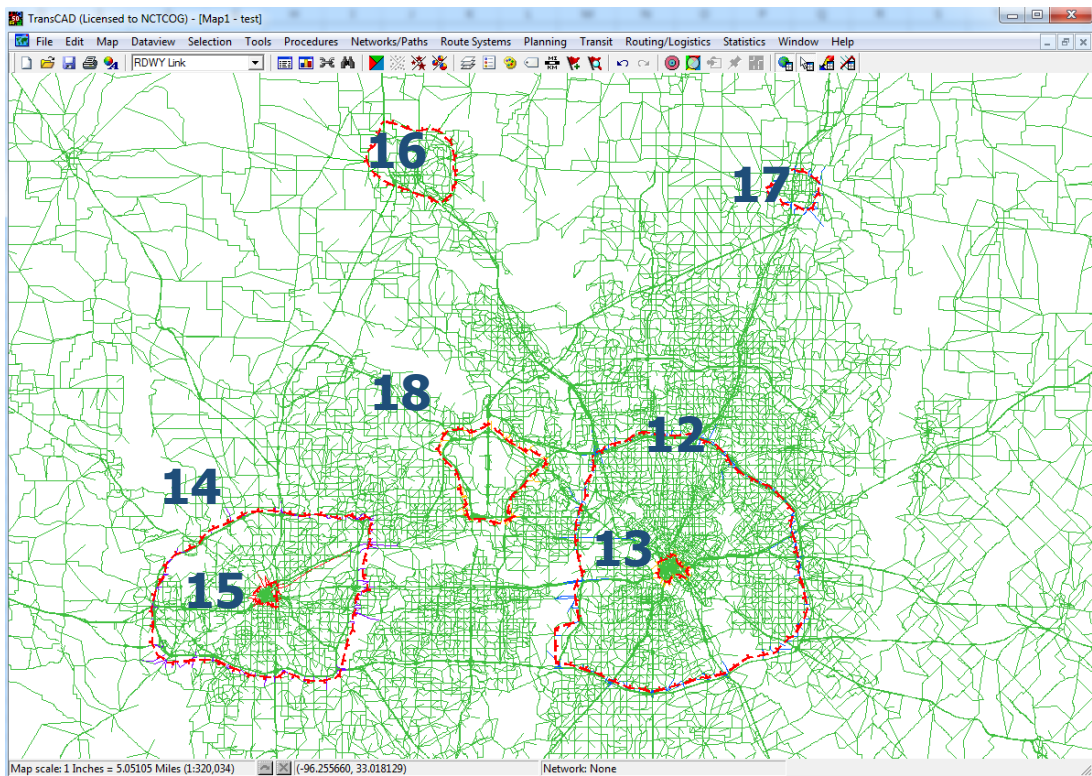 TransCAD (Licensed to NCTCOG) - [Map1 - test]
File Edit Map Dataview Selection Tools Procedures Networks/Paths Route Systems Planning Transit Routing/Logistics Statistics Window Help
RDWY Link
16
17
18
12
14
13
15
Map scale: 1 Inches = 5.05105 Miles (1:320,034) (-96.255660, 33.018129) Network: None